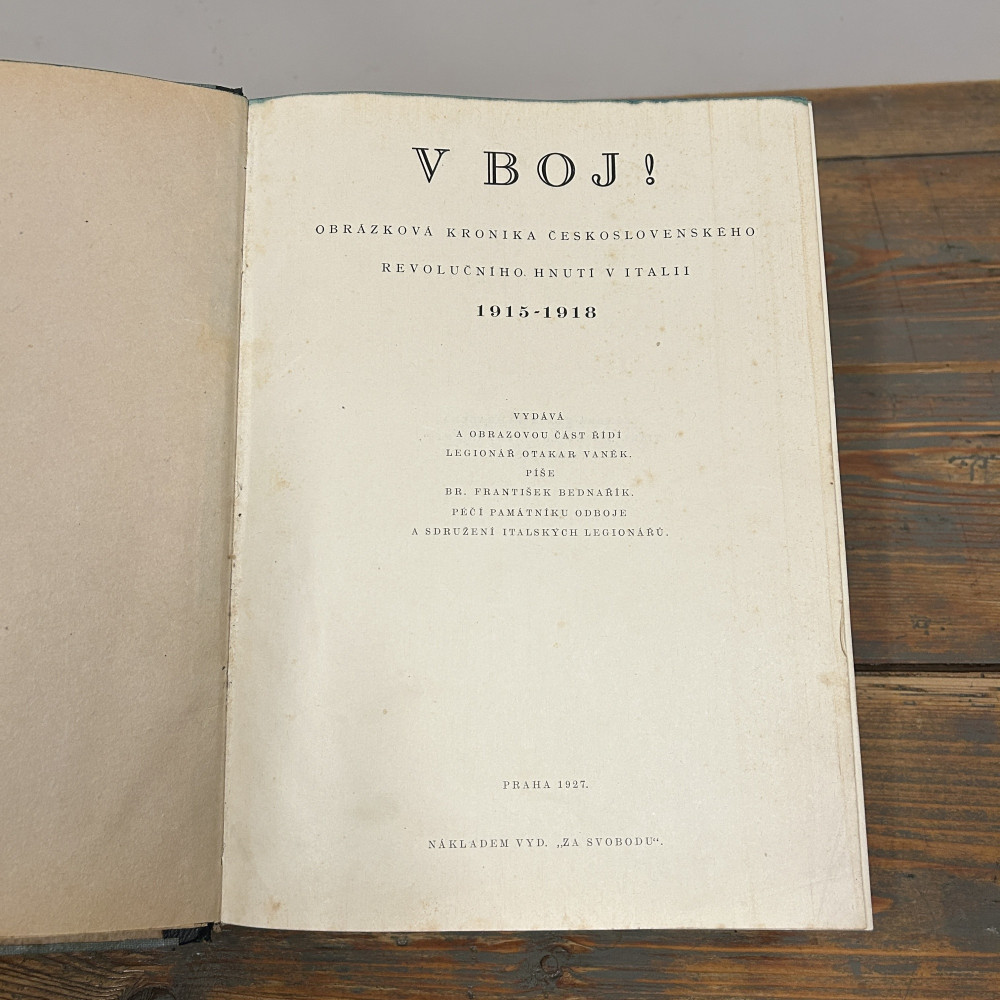 V BOJ!
OBRÁZKOVÁ KRONIKA ČESKOSLOVENSKÉHO
REVOLUČNÍHO HNUTÍ V ITALII
1915-1918
VYDÁVÁ
A OBRAZOVOU ČÁST ŘÍDÍ
LEGIONÁŘ OTAKAR VANĚK.
PÍŠE
BR. FRANTIŠEK BEDNAŘÍK.
PÉČÍ PAMÁTNÍKU ODBOJE
A SDRUŽENÍ ITALSKÝCH LEGIONÁŘŮ.
PRAHA 1927.
NÁKLADEM VYD. „ZA SVOBODU“.